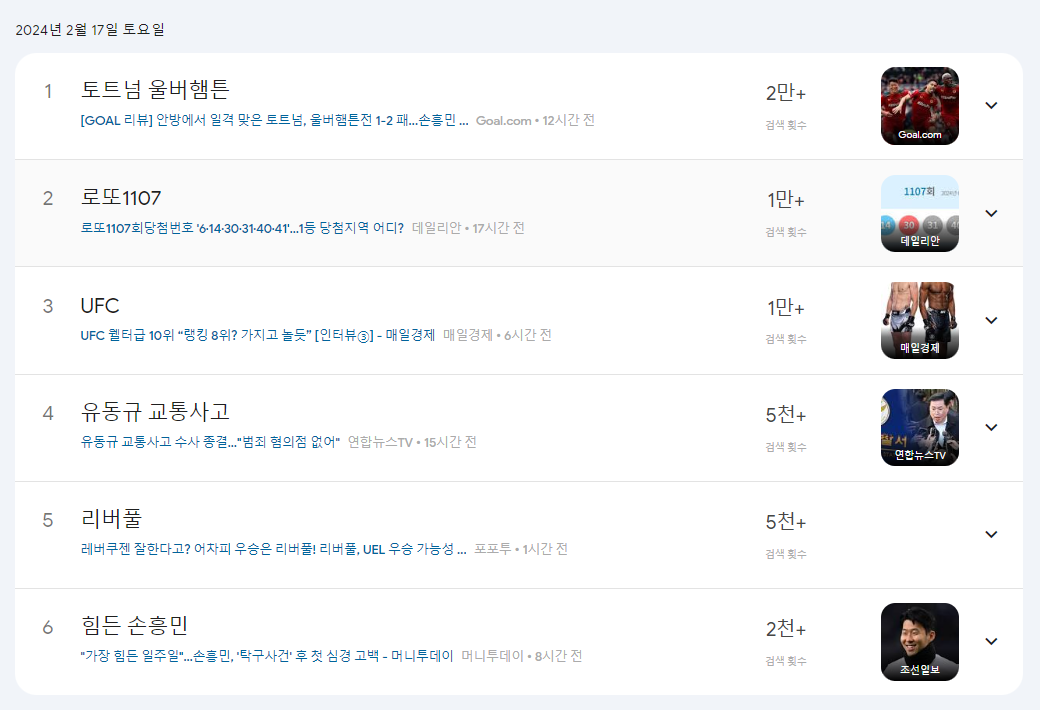 2024년 2월 17일 토요일
1
토트넘 울버햄튼
[GOAL 리뷰] 안방에서 일격 맞은 토트넘, 울버햄튼전 1-2 패...손흥민 ... Goal.com • 12시간 전
2만+
검색 횟수
Goal.com
2
로또1107
로또1107회당첨번호 '6·14·30·31·40·41'...1등 당첨지역 어디? 데일리안 • 17시간 전
1만+
검색 횟수
1107회
14 30 31
데일리안
3
UFC
UFC 웰터급 10위 “랭킹 8위? 가지고 놀듯” [인터뷰③] - 매일경제 매일경제 • 6시간 전
1만+
검색 횟수
매일경제
4
유동규 교통사고
유동규 교통사고 수사 종결..."범죄 혐의점 없어" 연합뉴스TV • 15시간 전
5천+
검색 횟수
찰서
연합뉴스TV
5
리버풀
레버쿠젠 잘한다고? 어차피 우승은 리버풀! 리버풀, UEL 우승 가능성 ... 포포투 • 1시간 전
5천+
검색 횟수
6
힘든 손흥민
"가장 힘든 일주일"...손흥민, '탁구사건' 후 첫 심경 고백 - 머니투데이 머니투데이 • 8시간 전
2천+
검색 횟수
조선일보